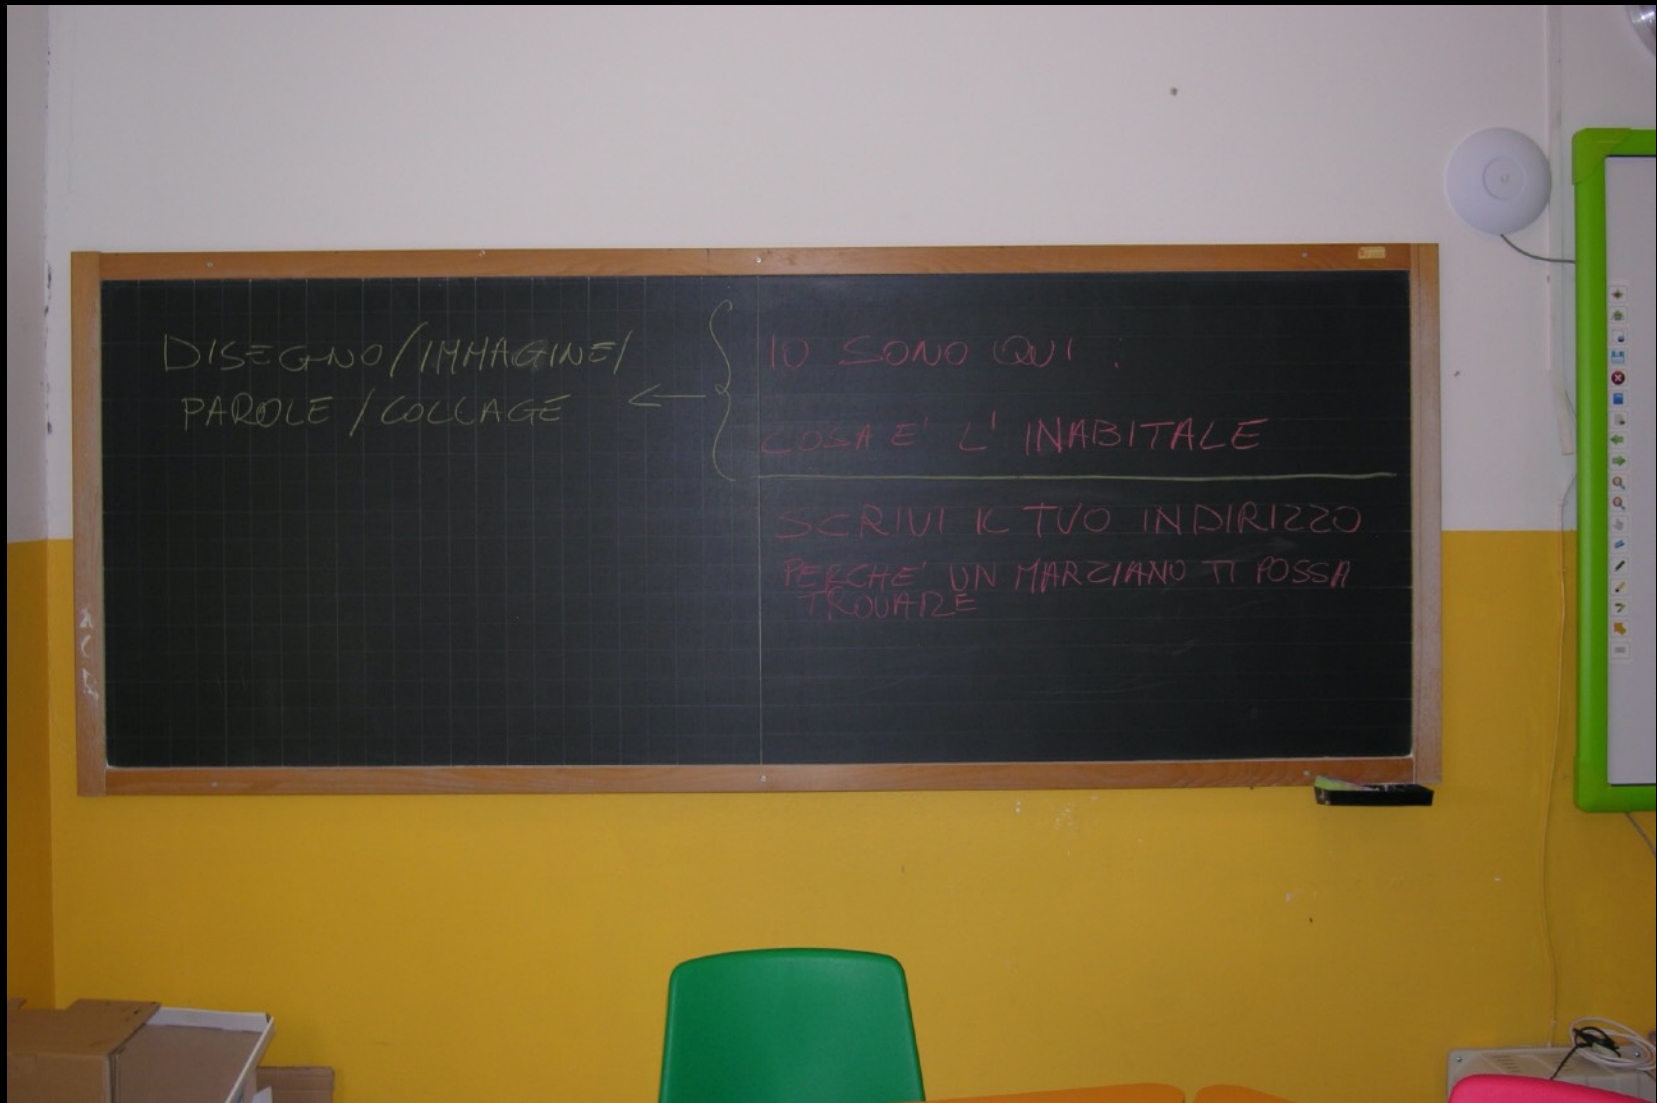 DISEGNO/IMMAGINE/
PAROLE/COLLAGE ←
IO SONO QUI :
COSA E' L'INABITALE
SCRIVI IL TUO INDIRIZZO
PERCHE' UN MARZIANO TI POSSA
TROVARE